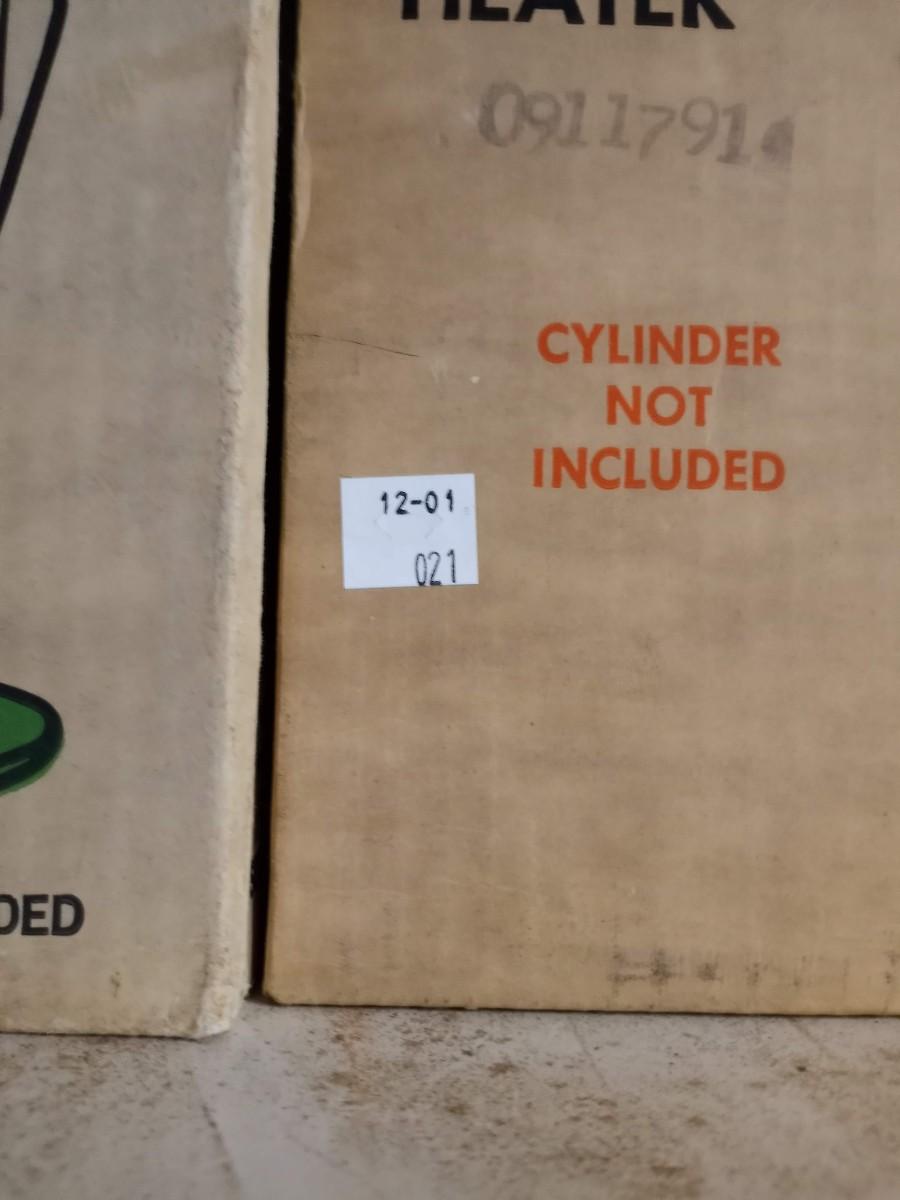 HEATER
0911791
CYLINDER
NOT
INCLUDED
12-01
021
DED